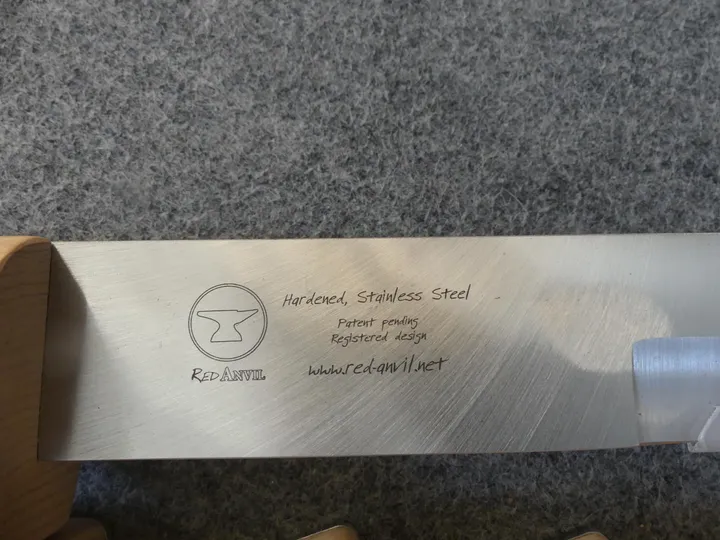 Hardened, Stainless Steel
Patent pending
Registered design
www.red-anvil.net
RED ANVIL